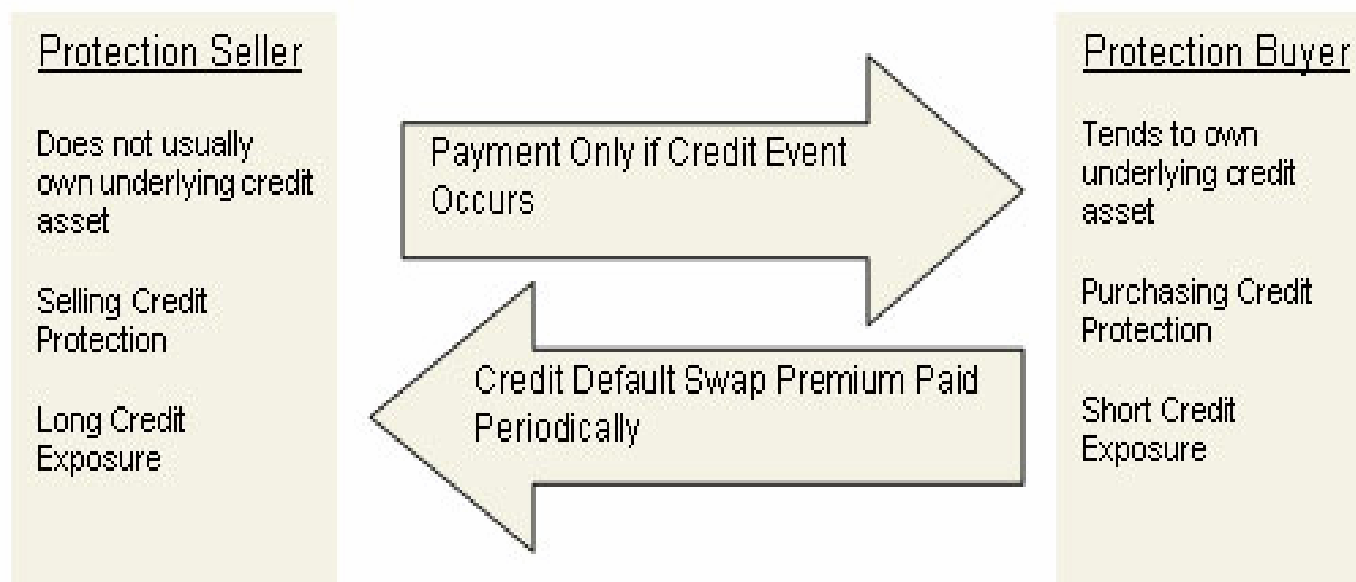 Protection Seller
Does not usually
own underlying credit
asset
Selling Credit
Protection
Long Credit
Exposure
Payment Only if Credit Event
Occurs
Credit Default Swap Premium Paid
Periodically
Protection Buyer
Tends to own
underlying credit
asset
Purchasing Credit
Protection
Short Credit
Exposure